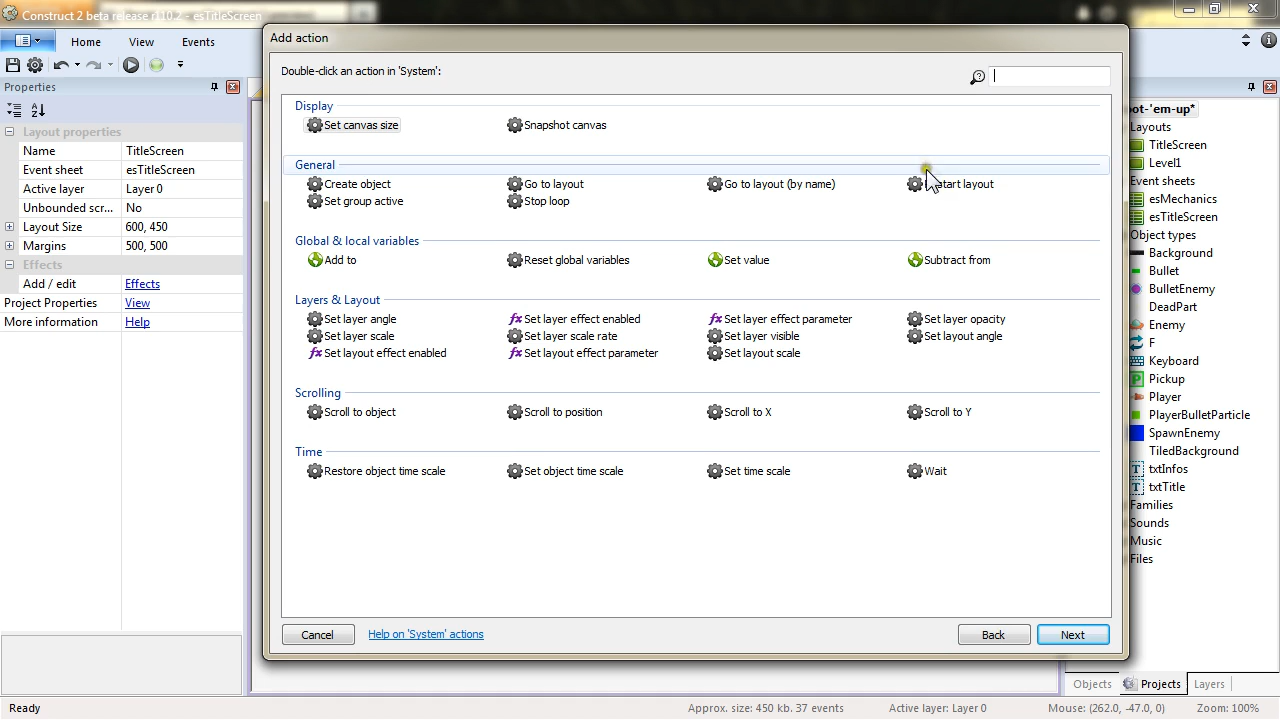 Construct 2 beta release r110.2 - esTitleScreen
Add action
Home View Events
Properties
Double-click an action in 'System':
Layout properties
Name TitleScreen
Event sheet esTitleScreen
Active layer Layer 0
Unbounded scr... No
Layout Size 600, 450
Margins 500, 500
Effects
Add / edit Effects
Project Properties View
More information Help
Display
Set canvas size Snapshot canvas
General
Create object Go to layout Go to layout (by name) start layout
Set group active Stop loop
Global & local variables
Add to Reset global variables Set value Subtract from
Layers & Layout
Set layer angle Set layer effect enabled Set layer effect parameter Set layer opacity
Set layer scale Set layer scale rate Set layer visible Set layout angle
Set layout effect enabled Set layout effect parameter Set layout scale
Scrolling
Scroll to object Scroll to position Scroll to X Scroll to Y
Time
Restore object time scale Set object time scale Set time scale Wait
Cancel Help on 'System' actions Back Next
oot-'em-up*
Layouts
TitleScreen
Level1
Event sheets
esMechanics
esTitleScreen
Object types
Background
Bullet
BulletEnemy
DeadPart
Enemy
F
Keyboard
Pickup
Player
PlayerBulletParticle
SpawnEnemy
TiledBackground
txtInfos
txtTitle
Families
Sounds
Music
Files
Objects Projects Layers
Ready Approx. size: 450 kb. 37 events Active layer: Layer 0 Mouse: (262.0, -47.0, 0) Zoom: 100%